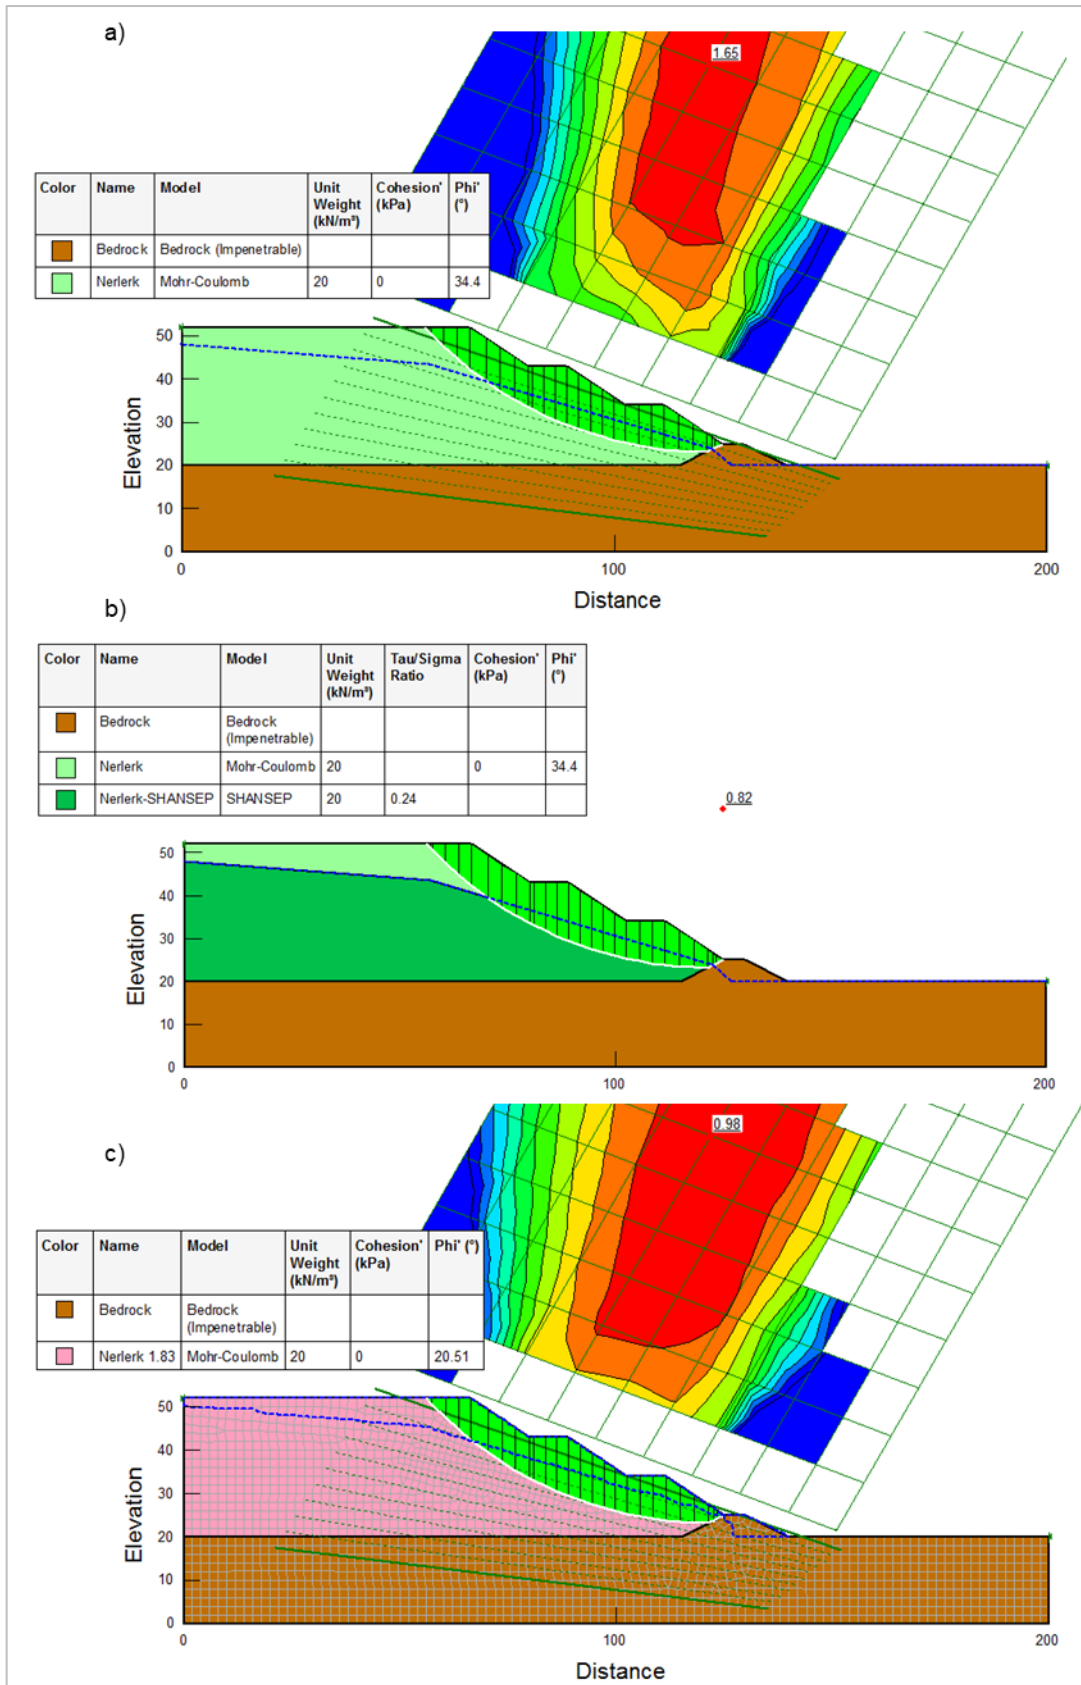 a)
1.65
Color Name Model Unit Weight (kN/m³) Cohesion' (kPa) Phi' (°)
Bedrock Bedrock (Impenetrable)
Nerlerk Mohr-Coulomb 20 0 34.4
50
40
30
20
10
0
Elevation
0 100 200
Distance
b)
Color Name Model Unit Weight (kN/m³) Tau/Sigma Ratio Cohesion' (kPa) Phi' (°)
Bedrock Bedrock (Impenetrable)
Nerlerk Mohr-Coulomb 20 0 34.4
Nerlerk-SHANSEP SHANSEP 20 0.24
0.82
50
40
30
20
10
0
Elevation
0 100 200
c)
0.98
Color Name Model Unit Weight (kN/m³) Cohesion' (kPa) Phi' (°)
Bedrock Bedrock (Impenetrable)
Nerlerk 1.83 Mohr-Coulomb 20 0 20.51
50
40
30
20
10
0
Elevation
0 100 200
Distance